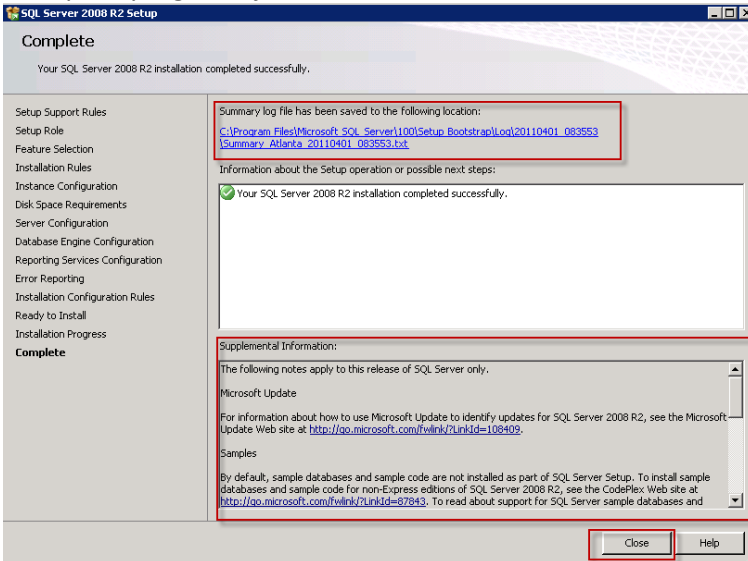 SQL Server 2008 R2 Setup
Complete
Your SQL Server 2008 R2 installation completed successfully.
Setup Support Rules
Setup Role
Feature Selection
Installation Rules
Instance Configuration
Disk Space Requirements
Server Configuration
Database Engine Configuration
Reporting Services Configuration
Error Reporting
Installation Configuration Rules
Ready to Install
Installation Progress
Complete
Summary log file has been saved to the following location:
C:\Program Files\Microsoft SQL Server\100\Setup Bootstrap\Log\20110401_083553
\Summary_Atlanta_20110401_083553.txt
Information about the Setup operation or possible next steps:
Your SQL Server 2008 R2 installation completed successfully.
Supplemental Information:
The following notes apply to this release of SQL Server only.
Microsoft Update
For information about how to use Microsoft Update to identify updates for SQL Server 2008 R2, see the Microsoft
Update Web site at http://go.microsoft.com/fwlink/?LinkId=108409.
Samples
By default, sample databases and sample code are not installed as part of SQL Server Setup. To install sample
databases and sample code for non-Express editions of SQL Server 2008 R2, see the CodePlex Web site at
http://go.microsoft.com/fwlink/?LinkId=87843. To read about support for SQL Server sample databases and
Close
Help